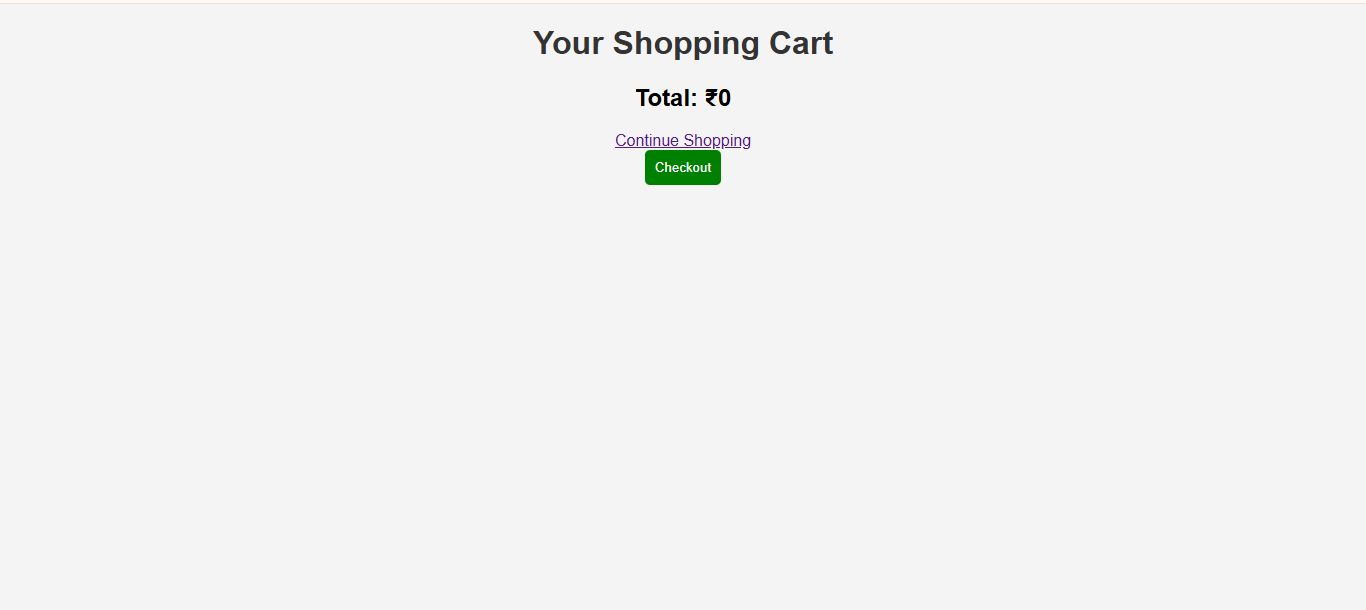 Your Shopping Cart
Total: ₹0
Continue Shopping
Checkout